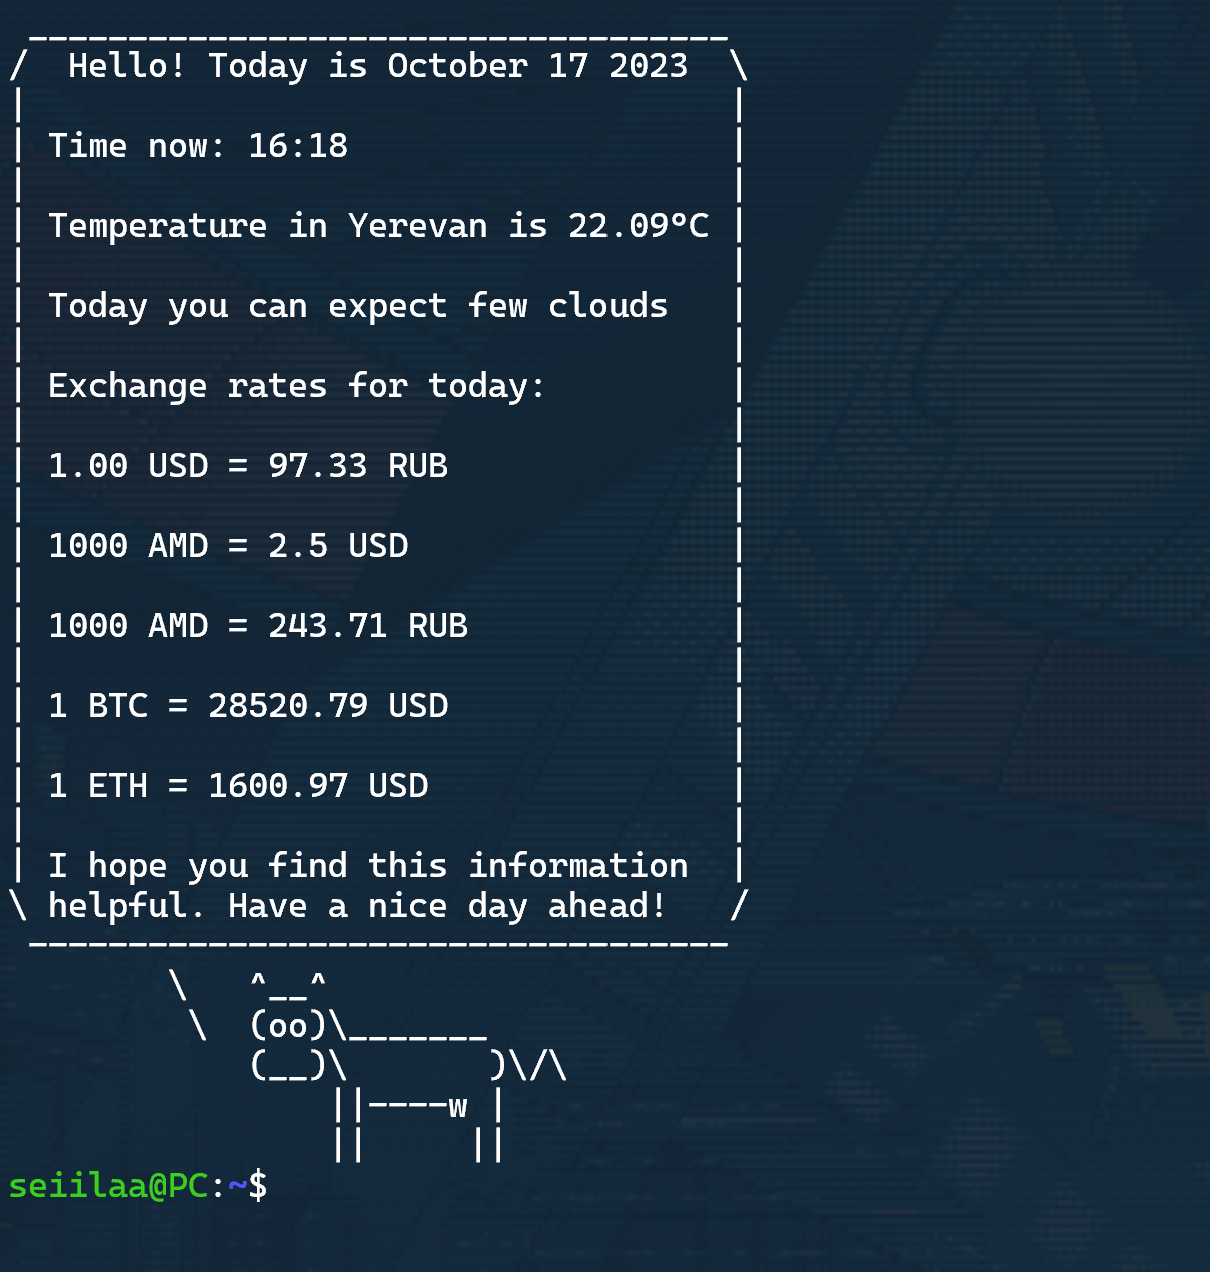 Hello! Today is October 17 2023
Time now: 16:18
Temperature in Yerevan is 22.09°C
Today you can expect few clouds
Exchange rates for today:
1.00 USD = 97.33 RUB
1000 AMD = 2.5 USD
1000 AMD = 243.71 RUB
1 BTC = 28520.79 USD
1 ETH = 1600.97 USD
I hope you find this information
helpful. Have a nice day ahead!
\   ^__^
\  (oo)\_______
(__)\       )\/\
||----w |
||     ||
seiilaa@PC:~$